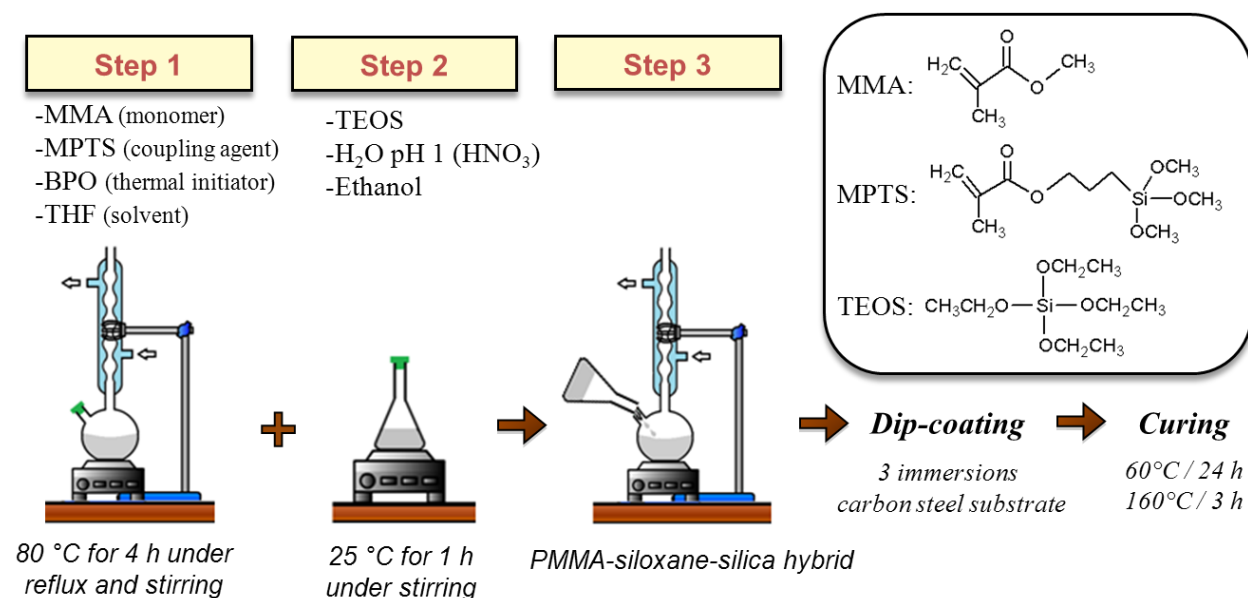 Step 1
-MMA (monomer)
-MPTS (coupling agent)
-BPO (thermal initiator)
-THF (solvent)
80 °C for 4 h under
reflux and stirring
Step 2
-TEOS
-H₂O pH 1 (HNO₃)
-Ethanol
25 °C for 1 h
under stirring
Step 3
PMMA-siloxane-silica hybrid
MMA:
H₂C
O
O
CH₃
CH₃
MPTS:
H₂C
O
O
CH₃
Si
OCH₃
OCH₃
OCH₃
TEOS:
OCH₂CH₃
CH₃CH₂O Si OCH₂CH₃
OCH₂CH₃
Dip-coating
3 immersions
carbon steel substrate
Curing
60°C / 24 h
160°C / 3 h